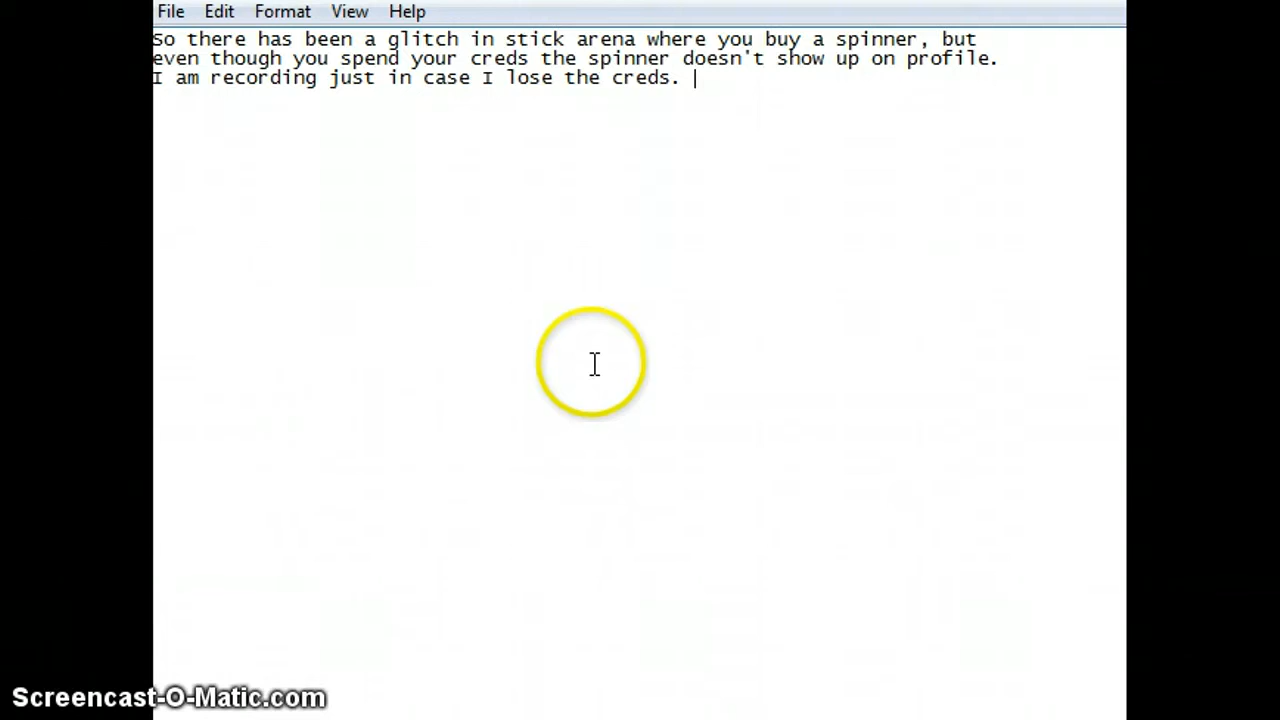 File Edit Format View Help
So there has been a glitch in stick arena where you buy a spinner, but
even though you spend your creds the spinner doesn't show up on profile.
I am recording just in case I lose the creds.
Screencast-O-Matic.com